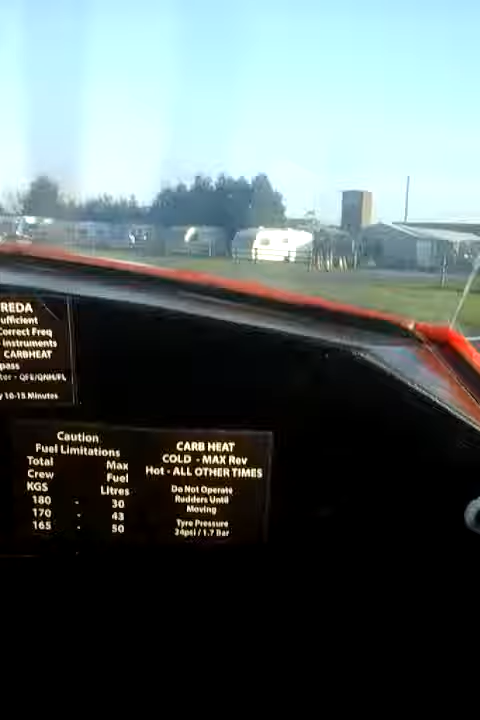 REDA
ufficient
Correct Freq
instruments
CARBHEAT
pass
ter - QFE/QNH/FL
y 10-15 Minutes
Caution
Fuel Limitations
Total Max
Crew Fuel
KGS Litres
180 - 30
170 - 43
165 - 50
CARB HEAT
COLD - MAX Rev
Hot - ALL OTHER TIMES
Do Not Operate
Rudders Until
Moving
Tyre Pressure
24psi / 1.7 Bar